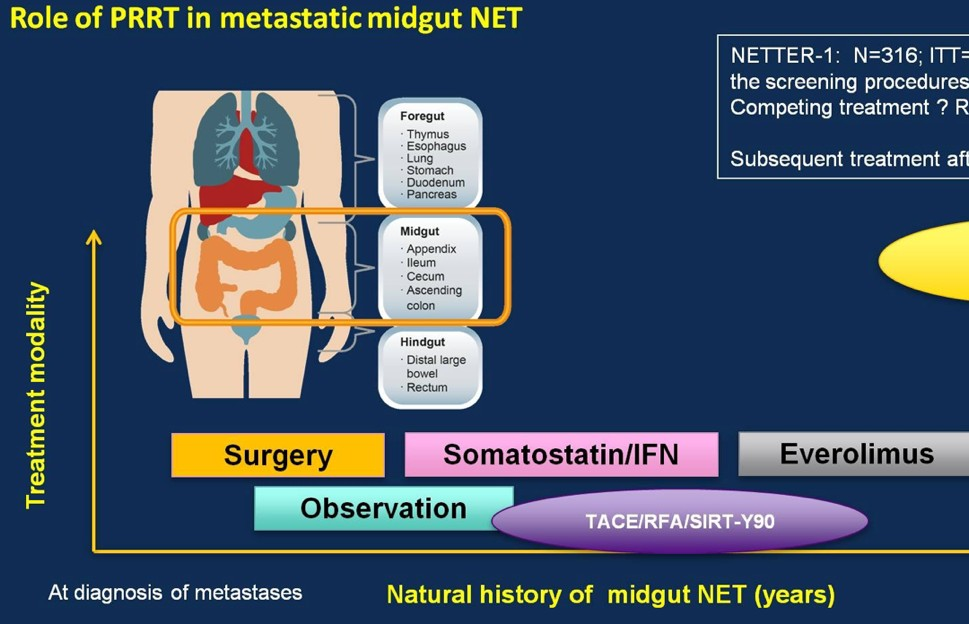 Role of PRRT in metastatic midgut NET
NETTER-1: N=316; ITT=
the screening procedures
Competing treatment ? R
Subsequent treatment aft
Foregut
· Thymus
· Esophagus
· Lung
· Stomach
· Duodenum
· Pancreas
Midgut
· Appendix
· Ileum
· Cecum
· Ascending
colon
Hindgut
· Distal large
bowel
· Rectum
Treatment modality
Surgery
Somatostatin/IFN
Everolimus
Observation
TACE/RFA/SIRT-Y90
At diagnosis of metastases
Natural history of midgut NET (years)